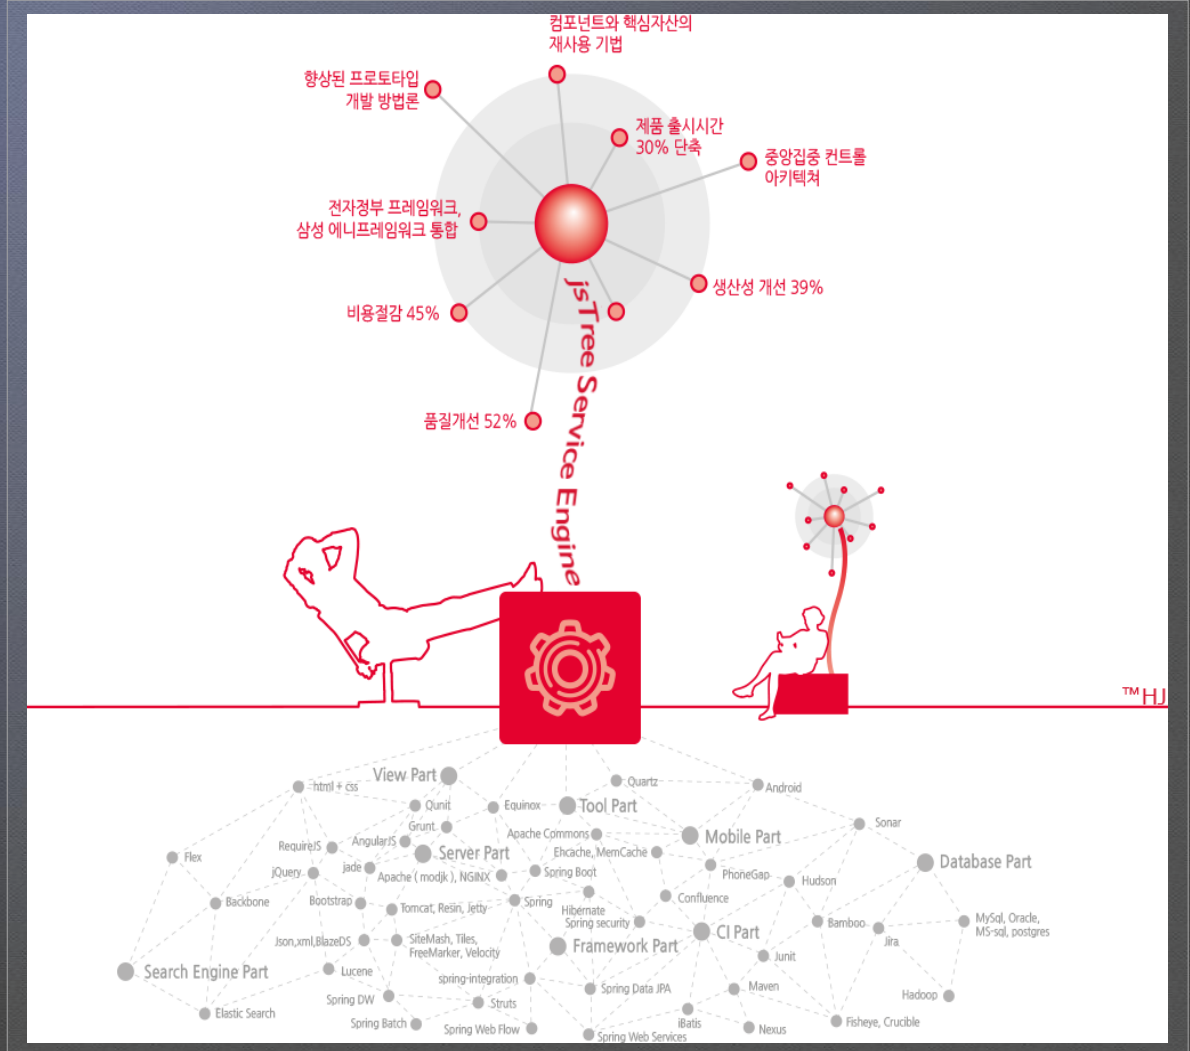 컴포넌트와 핵심자산의
재사용 기법
향상된 프로토타입
개발 방법론
제품 출시시간
30% 단축
중앙집중 컨트롤
아키텍쳐
전자정부 프레임워크,
삼성 애니프레임워크 통합
생산성 개선 39%
비용절감 45%
품질개선 52%
jsTree Service Engine
™HJ
View Part
html + css
Quartz
Android
Qunit
Equinox
Tool Part
Grunt
Apache Commons
Mobile Part
Sonar
RequireJS
AngularJS
Server Part
Ehcache, MemCache
Database Part
Flex
jQuery
jade
Apache ( modjk ), NGINX
Spring Boot
PhoneGap
Hudson
Backbone
Bootstrap
Tomcat, Resin, Jetty
Spring
Hibernate
Confluence
Spring security
Bamboo
MySql, Oracle,
MS-sql, postgres
Json,xml,BlazeDS
SiteMash, Tiles,
FreeMarker, Velocity
Framework Part
CI Part
Jira
Search Engine Part
Lucene
spring-integration
Junit
Elastic Search
Spring DW
Struts
Spring Data JPA
Maven
Hadoop
Spring Batch
Spring Web Flow
Spring Web Services
iBatis
Nexus
Fisheye, Crucible